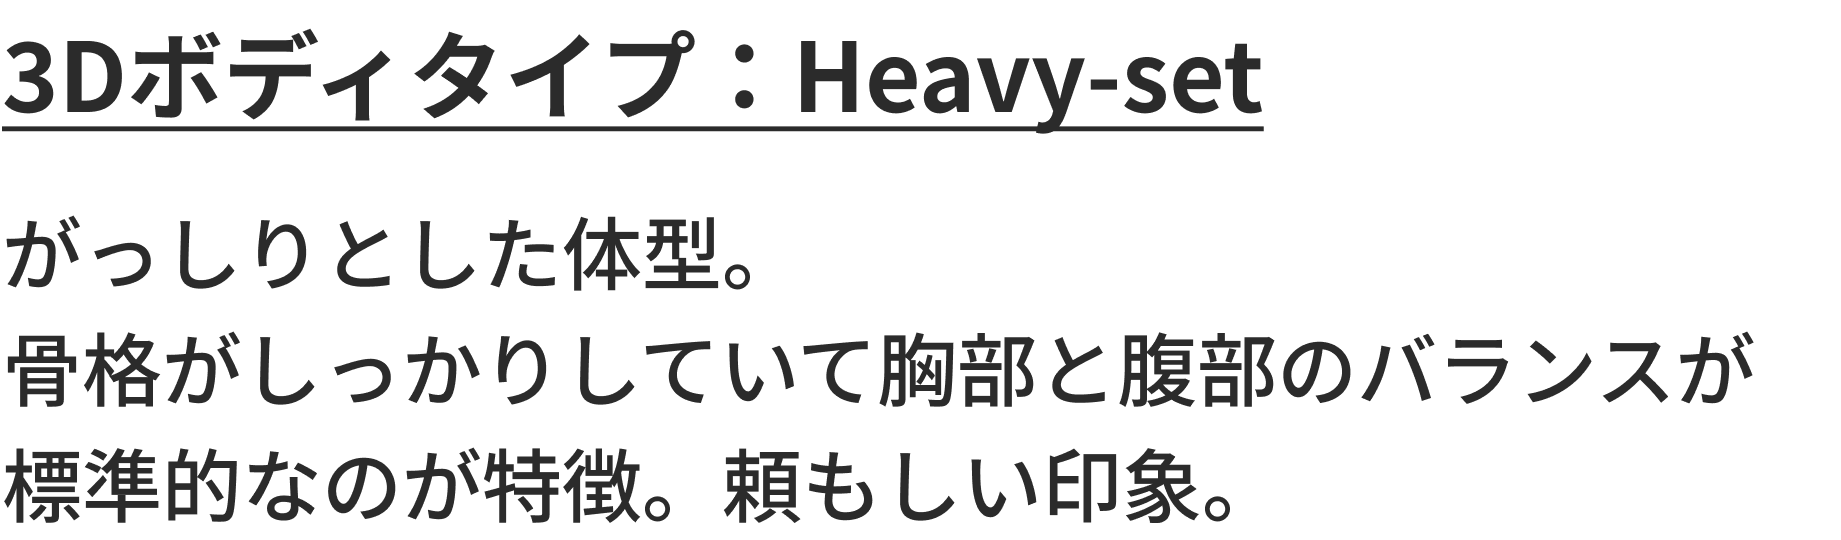 3Dボディタイプ：Heavy-set
がっしりとした体型。
骨格がしっかりしていて胸部と腹部のバランスが
標準的なのが特徴。頼もしい印象。